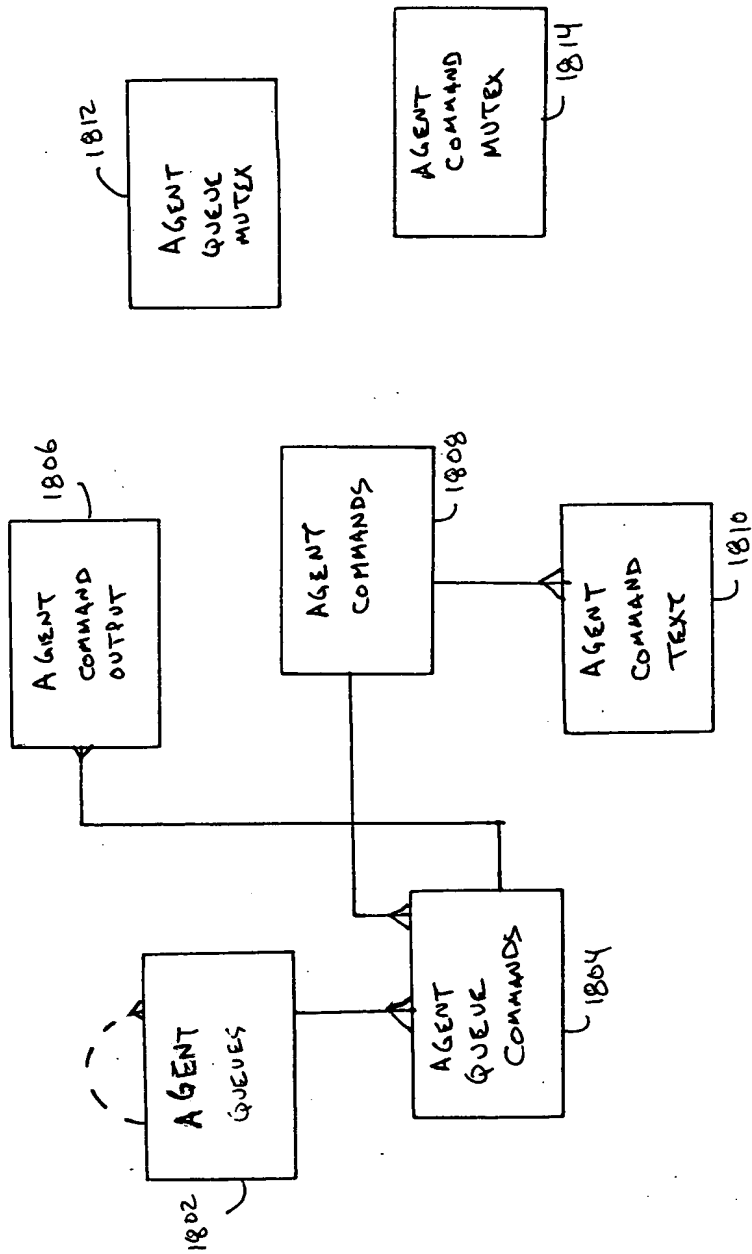 1802
AGENT
QUEUES
AGENT
QUEUE
COMMANDS
1804
AGENT
COMMAND
OUTPUT
1806
AGENT
COMMANDS
1808
AGENT
COMMAND
TEXT
1810
AGENT
QUEUE
MUTEX
1812
AGENT
COMMAND
MUTEX
1814